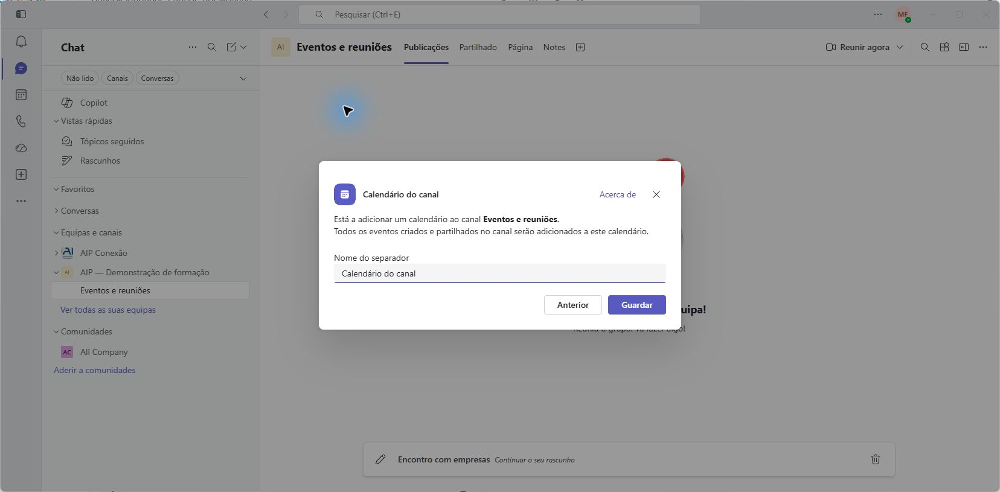 Pesquisar (Ctrl+E)
MF
Chat
AI
Eventos e reuniões
Publicações
Partilhado
Página
Notes
Reunir agora
Não lido
Canais
Conversas
Copilot
Vistas rápidas
Tópicos seguidos
Rascunhos
Favoritos
Conversas
Equipas e canais
AIP Conexão
AI
AIP — Demonstração de formação
Eventos e reuniões
Ver todas as suas equipas
Comunidades
AC
All Company
Aderir a comunidades
Calendário do canal
Acerca de
Está a adicionar um calendário ao canal Eventos e reuniões.
Todos os eventos criados e partilhados no canal serão adicionados a este calendário.
Nome do separador
Calendário do canal
Anterior
Guardar
uipa!
Encontro com empresas Continuar o seu rascunho